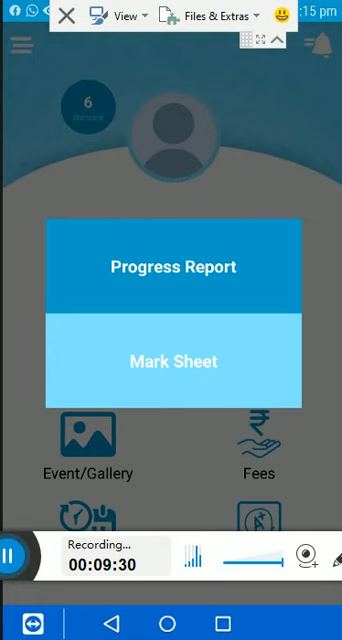 View Files & Extras :15 pm
6
Progress Report
Mark Sheet
Event/Gallery Fees
Recording...
00:09:30